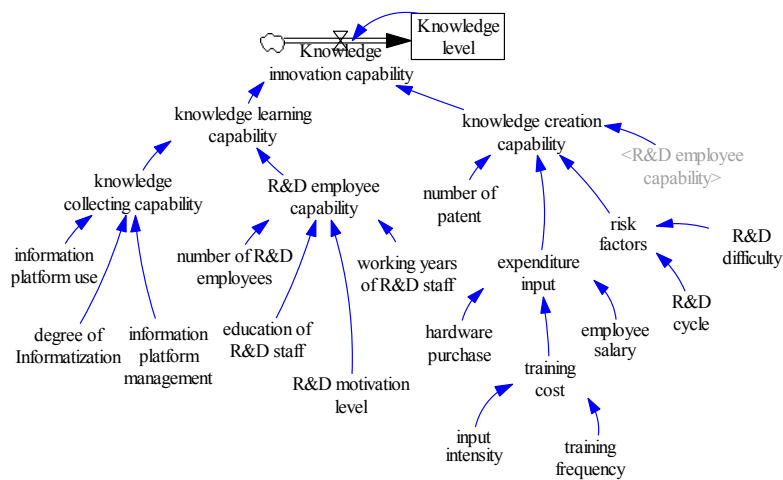 Knowledge
level
Knowledge
innovation capability
knowledge learning
capability
knowledge creation
capability
<R&D employee
capability>
knowledge
collecting capability
R&D employee
capability
number of
patent
risk
factors
R&D
difficulty
information
platform use
number of R&D
employees
working years
of R&D staff
expenditure
input
R&D
cycle
degree of
Informatization
information
platform
management
education of
R&D staff
hardware
purchase
employee
salary
R&D motivation
level
training
cost
input
intensity
training
frequency